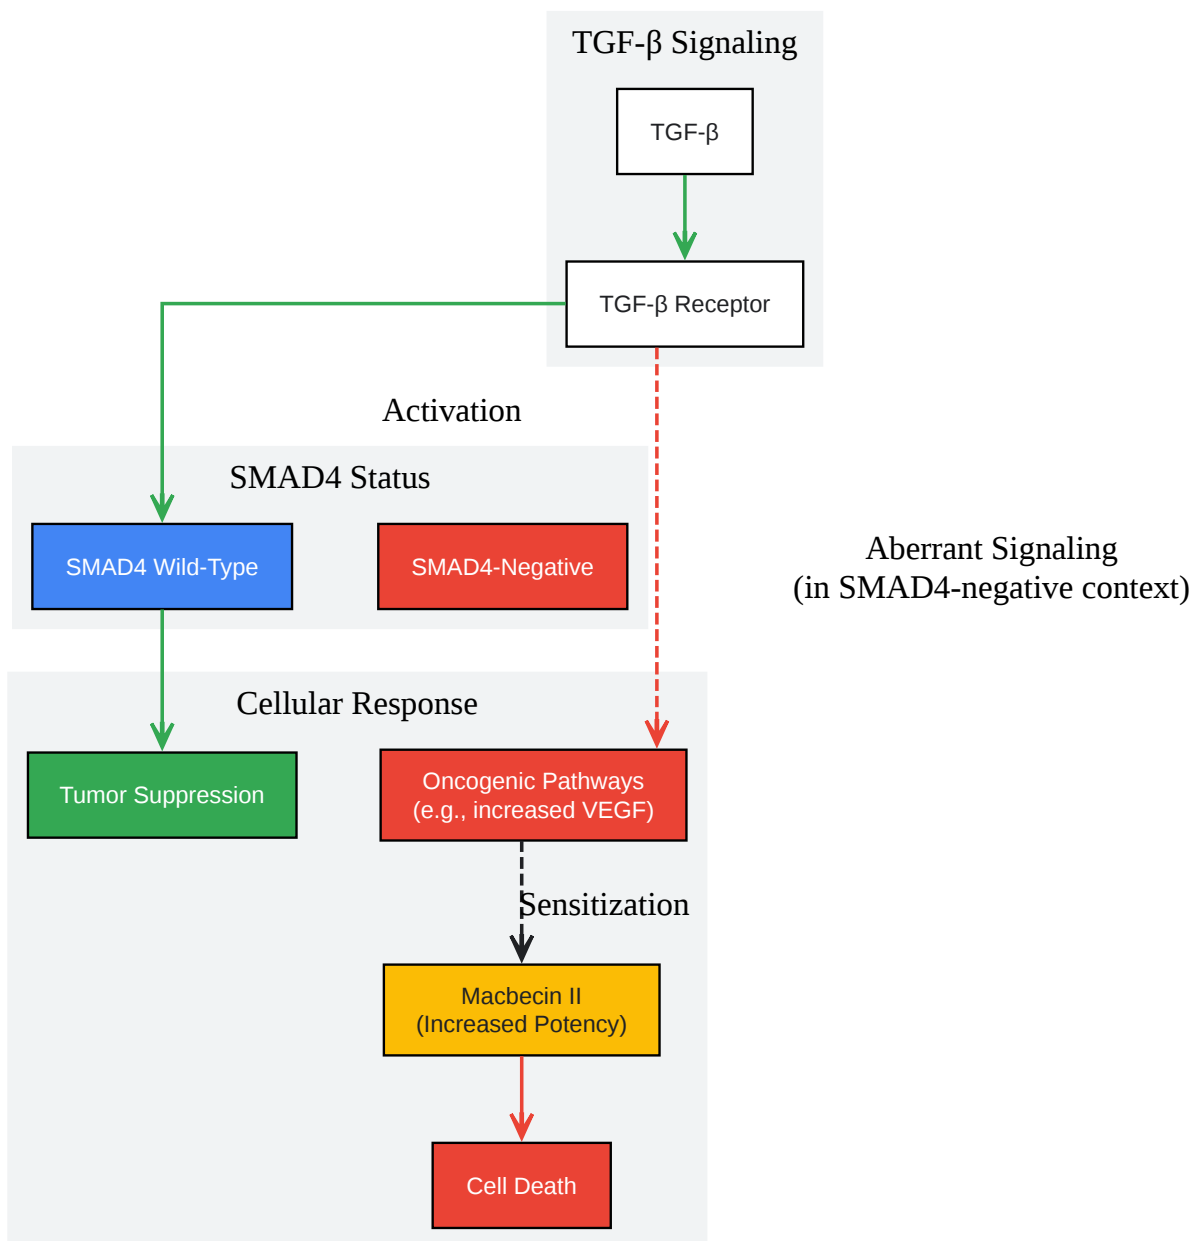 TGF-β Signaling
TGF-β
TGF-β Receptor
Activation
SMAD4 Status
SMAD4 Wild-Type
SMAD4-Negative
Aberrant Signaling
(in SMAD4-negative context)
Cellular Response
Tumor Suppression
Oncogenic Pathways
(e.g., increased VEGF)
Sensitization
Macbecin II
(Increased Potency)
Cell Death